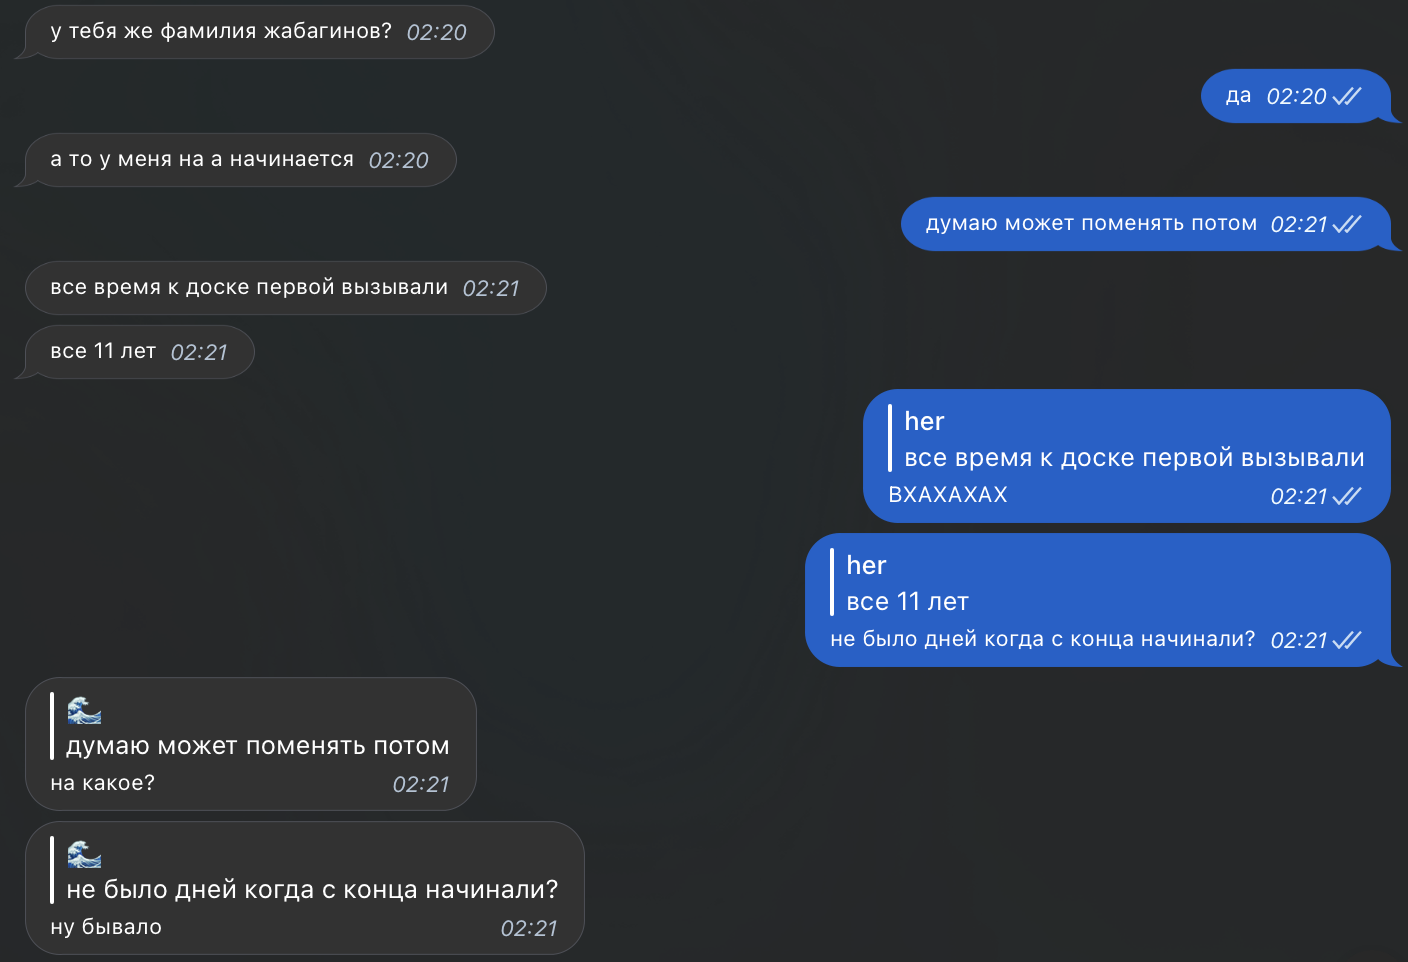 у тебя же фамилия жабагинов? 02:20
да 02:20
а то у меня на а начинается 02:20
думаю может поменять потом 02:21
все время к доске первой вызывали 02:21
все 11 лет 02:21
her
все время к доске первой вызывали
ВХАХАХАХ 02:21
her
все 11 лет
не было дней когда с конца начинали? 02:21
🌊
думаю может поменять потом
на какое? 02:21
🌊
не было дней когда с конца начинали?
ну бывало 02:21